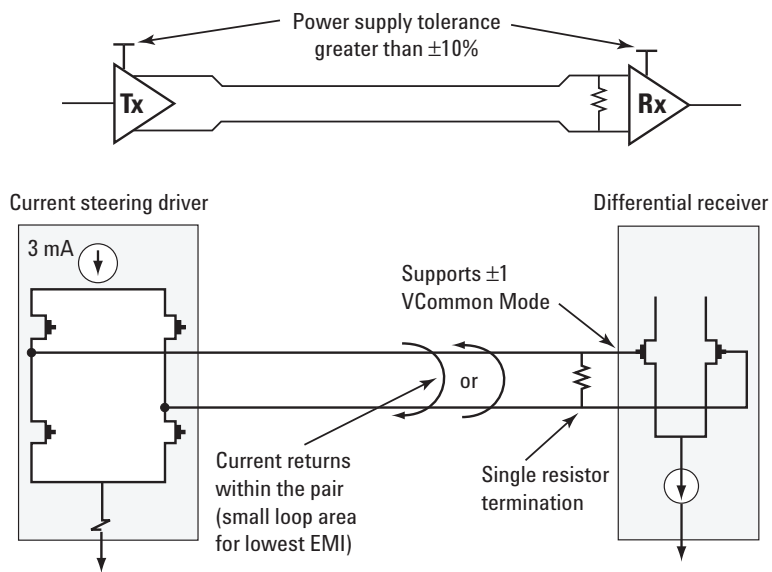 Power supply tolerance
greater than ±10%
Tx
Rx
Current steering driver
Differential receiver
3 mA
Supports ±1
VCommon Mode
or
Current returns
within the pair
(small loop area
for lowest EMI)
Single resistor
termination